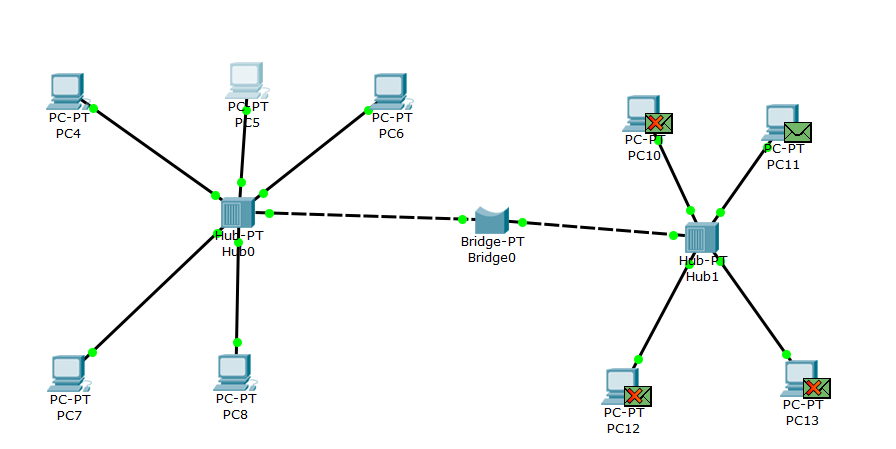 PC-PT
PC4
PC-PT
PC5
PC-PT
PC6
PC-PT
PC10
PC-PT
PC11
Hub-PT
Hub0
Bridge-PT
Bridge0
Hub-PT
Hub1
PC-PT
PC7
PC-PT
PC8
PC-PT
PC12
PC-PT
PC13